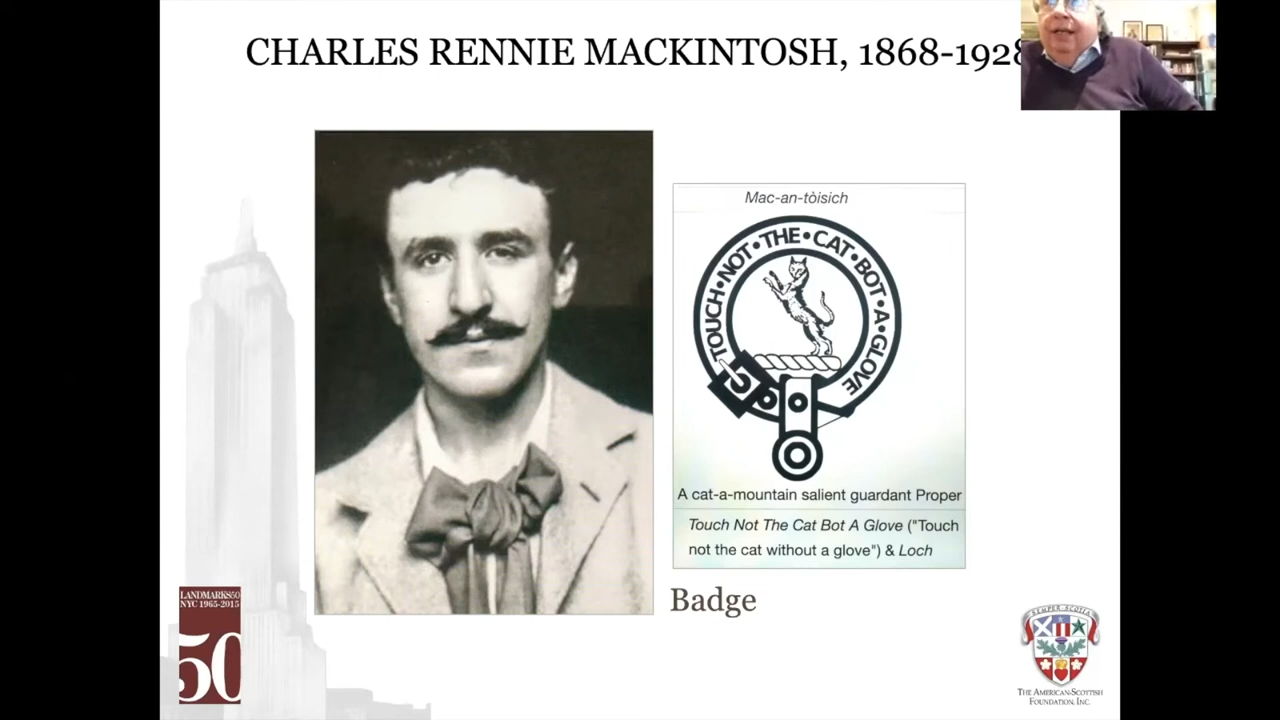 CHARLES RENNIE MACKINTOSH, 1868-1928
Mac-an-tòisich
TOUCH•NOT•THE•CAT•BOT•A•GLOVE
A cat-a-mountain salient guardant Proper
Touch Not The Cat Bot A Glove ("Touch
not the cat without a glove") & Loch
Badge
LANDMARKS50
NYC 1965-2015
50
SEMPER SCOTIA
THE AMERICAN-SCOTTISH
FOUNDATION, INC.